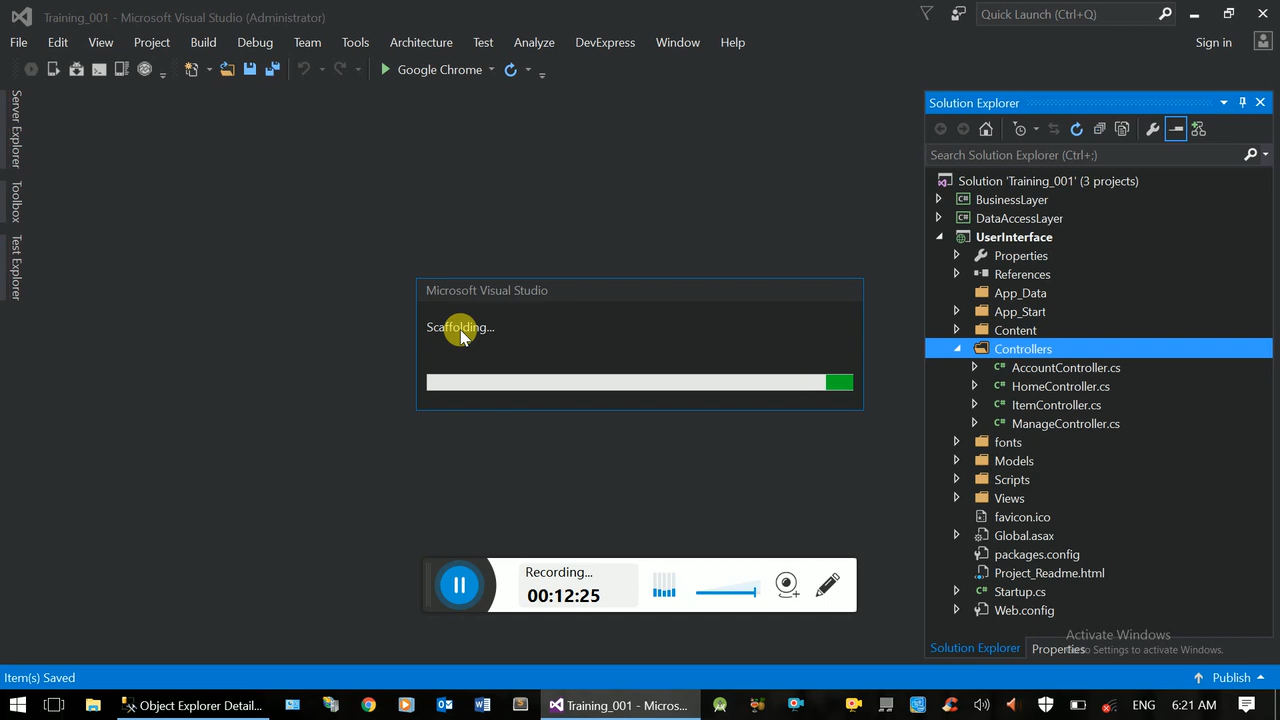 Training_001 - Microsoft Visual Studio (Administrator)
Quick Launch (Ctrl+Q)
File Edit View Project Build Debug Team Tools Architecture Test Analyze DevExpress Window Help
Sign in
Google Chrome
Server Explorer
Toolbox
Test Explorer
Solution Explorer
Search Solution Explorer (Ctrl+;)
Solution 'Training_001' (3 projects)
BusinessLayer
DataAccessLayer
UserInterface
Properties
References
App_Data
App_Start
Content
Controllers
AccountController.cs
HomeController.cs
ItemController.cs
ManageController.cs
fonts
Models
Scripts
Views
favicon.ico
Global.asax
packages.config
Project_Readme.html
Startup.cs
Web.config
Microsoft Visual Studio
Scaffolding...
Recording...
00:12:25
Activate Windows
to Settings to activate Windows.
Solution Explorer Properties
Item(s) Saved
Publish
Object Explorer Detail...
Training_001 - Micros...
ENG 6:21 AM